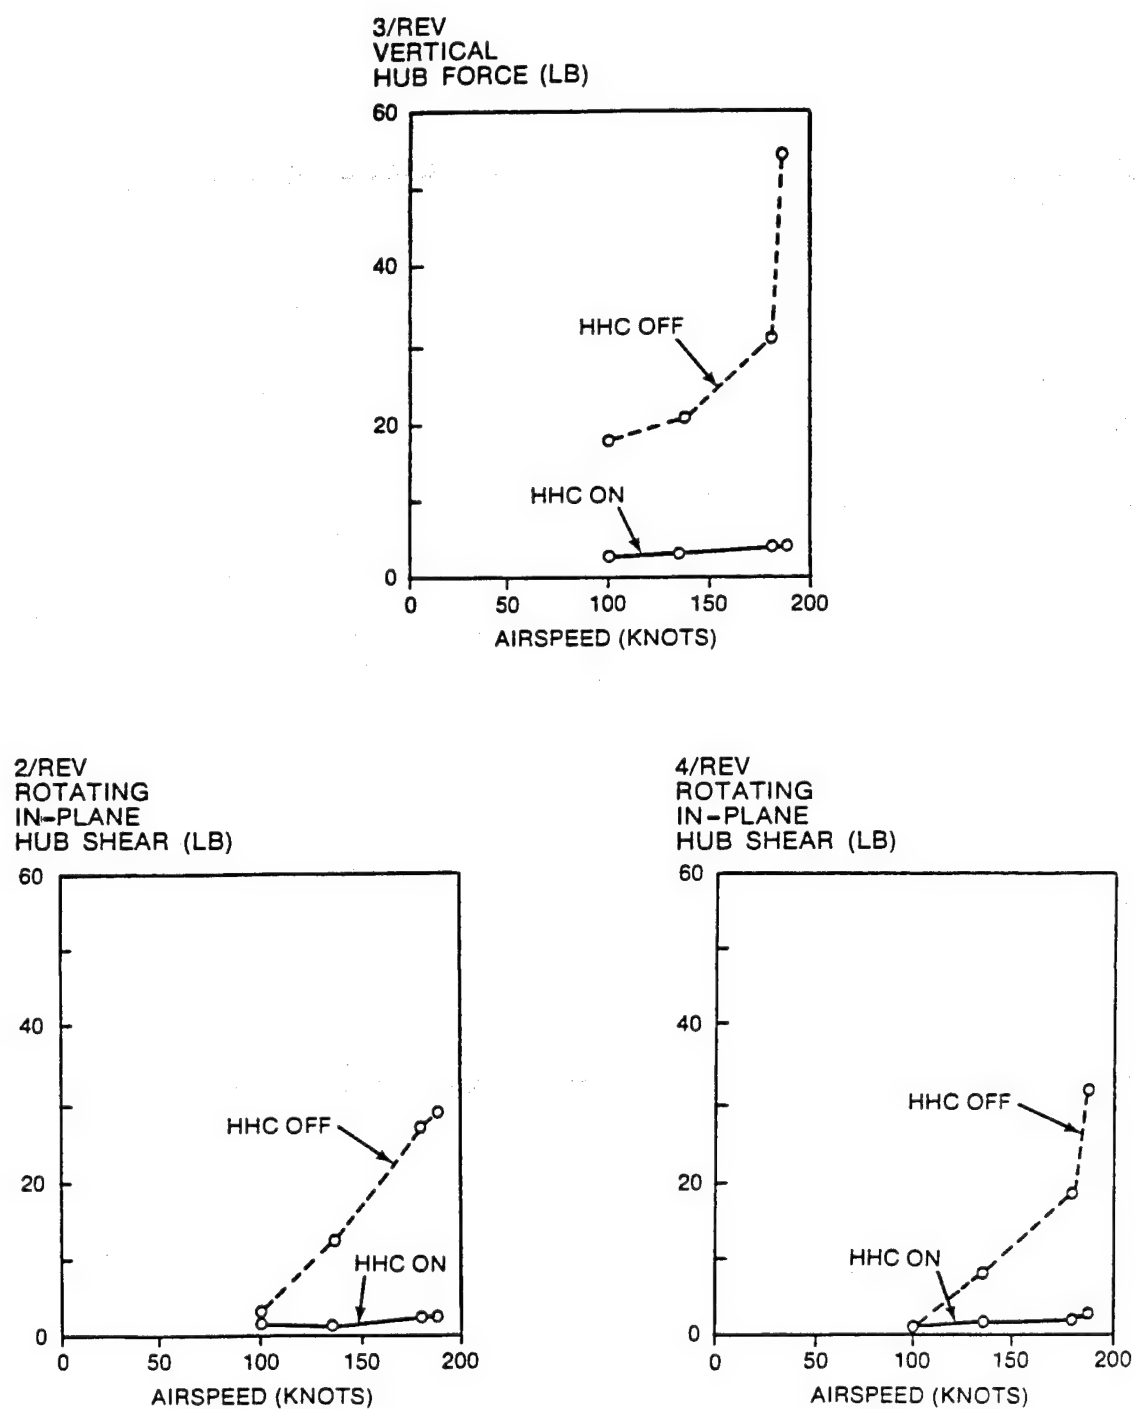 3/REV
VERTICAL
HUB FORCE (LB)
60
40
HHC OFF
20
HHC ON
0
0 50 100 150 200
AIRSPEED (KNOTS)
2/REV
ROTATING
IN-PLANE
HUB SHEAR (LB)
60
40
HHC OFF
20
HHC ON
0
0 50 100 150 200
AIRSPEED (KNOTS)
4/REV
ROTATING
IN-PLANE
HUB SHEAR (LB)
60
40
HHC OFF
20
HHC ON
0
0 50 100 150 200
AIRSPEED (KNOTS)